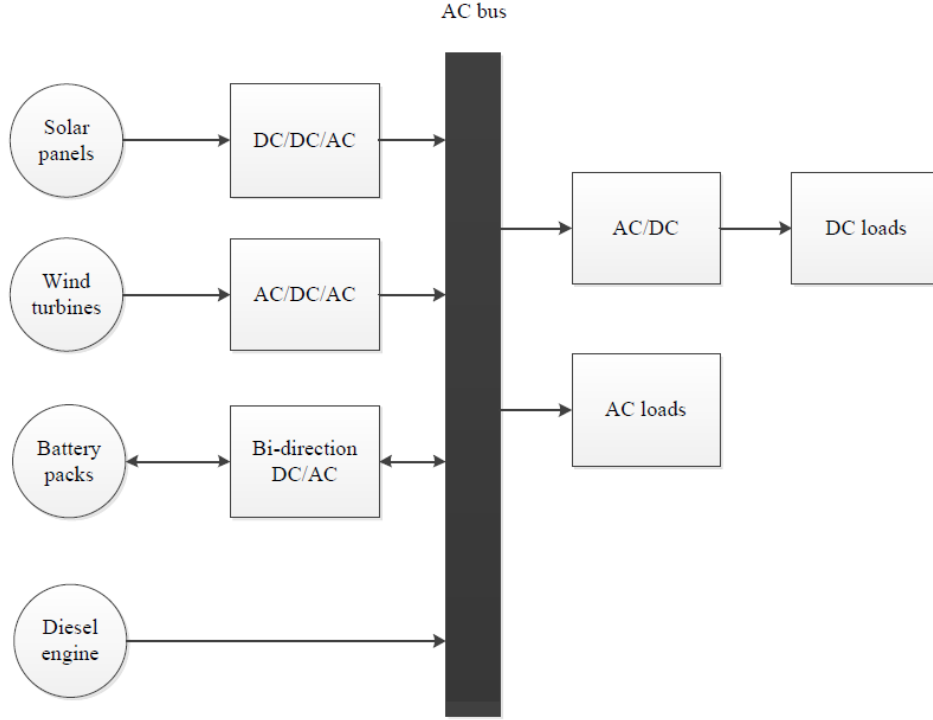 AC bus
Solar
panels
DC/DC/AC
Wind
turbines
AC/DC/AC
Battery
packs
Bi-direction
DC/AC
Diesel
engine
AC/DC
DC loads
AC loads